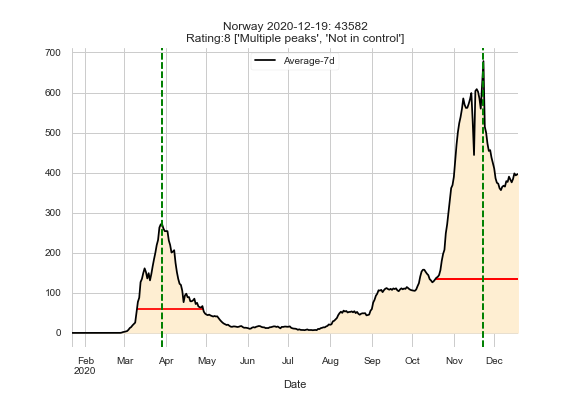 Norway 2020-12-19: 43582
Rating:8 ['Multiple peaks', 'Not in control']
Average-7d
700
600
500
400
300
200
100
0
Feb Mar Apr May Jun Jul Aug Sep Oct Nov Dec
2020
Date